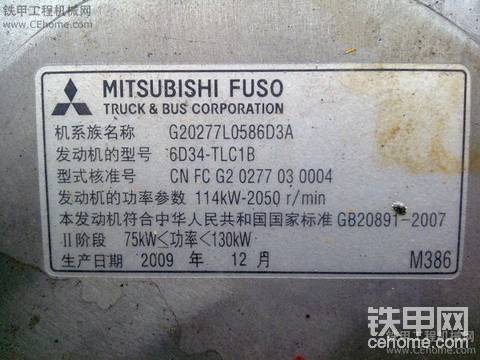 铁甲工程机械网
www.CEhome.com
MITSUBISHI FUSO
TRUCK & BUS CORPORATION
机系族名称 G20277L0586D3A
发动机的型号 6D34-TLC1B
型式核准号 CN FC G2 0277 03 0004
发动机的功率参数 114kW-2050 r/min
本发动机符合中华人民共和国国家标准 GB20891-2007
II阶段 75kW≤功率<130kW
生产日期 2009 年 12 月 M386
铁甲网
cehome.com